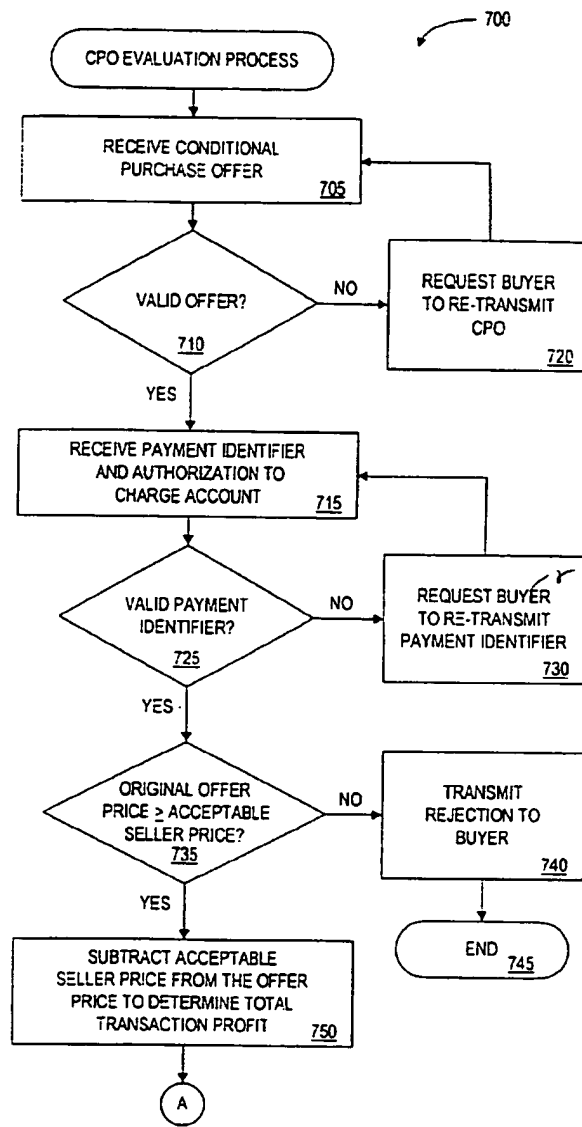 700
CPO EVALUATION PROCESS
RECEIVE CONDITIONAL
PURCHASE OFFER
705
VALID OFFER?
710
NO
REQUEST BUYER
TO RE-TRANSMIT
CPO
720
YES
RECEIVE PAYMENT IDENTIFIER
AND AUTHORIZATION TO
CHARGE ACCOUNT
715
VALID PAYMENT
IDENTIFIER?
725
NO
REQUEST BUYER
TO RE-TRANSMIT
PAYMENT IDENTIFIER
730
YES
ORIGINAL OFFER
PRICE ≥ ACCEPTABLE
SELLER PRICE?
735
NO
TRANSMIT
REJECTION TO
BUYER
740
YES
END
745
SUBTRACT ACCEPTABLE
SELLER PRICE FROM THE OFFER
PRICE TO DETERMINE TOTAL
TRANSACTION PROFIT
750
A